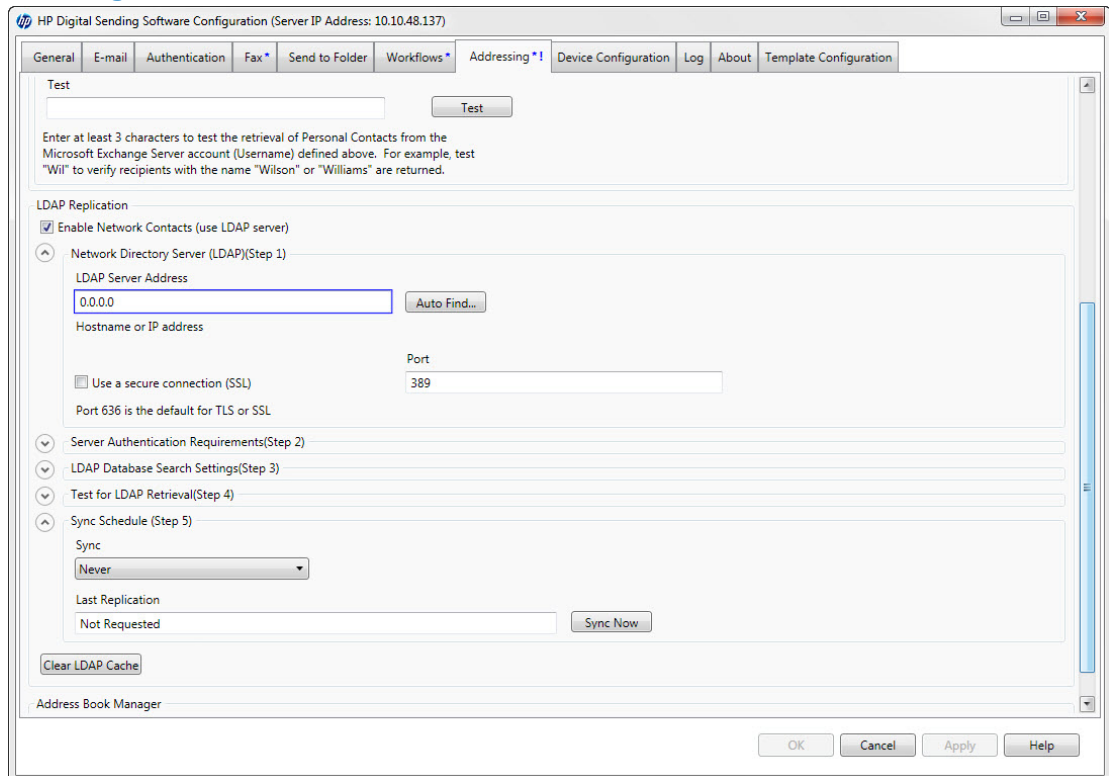 HP Digital Sending Software Configuration (Server IP Address: 10.10.48.137)
General E-mail Authentication Fax* Send to Folder Workflows* Addressing*! Device Configuration Log About Template Configuration
Test
Test
Enter at least 3 characters to test the retrieval of Personal Contacts from the
Microsoft Exchange Server account (Username) defined above. For example, test
"Wil" to verify recipients with the name "Wilson" or "Williams" are returned.
LDAP Replication
Enable Network Contacts (use LDAP server)
Network Directory Server (LDAP)(Step 1)
LDAP Server Address
0.0.0.0 Auto Find...
Hostname or IP address
Port
Use a secure connection (SSL) 389
Port 636 is the default for TLS or SSL
Server Authentication Requirements(Step 2)
LDAP Database Search Settings(Step 3)
Test for LDAP Retrieval(Step 4)
Sync Schedule (Step 5)
Sync
Never
Last Replication
Not Requested Sync Now
Clear LDAP Cache
Address Book Manager
OK Cancel Apply Help